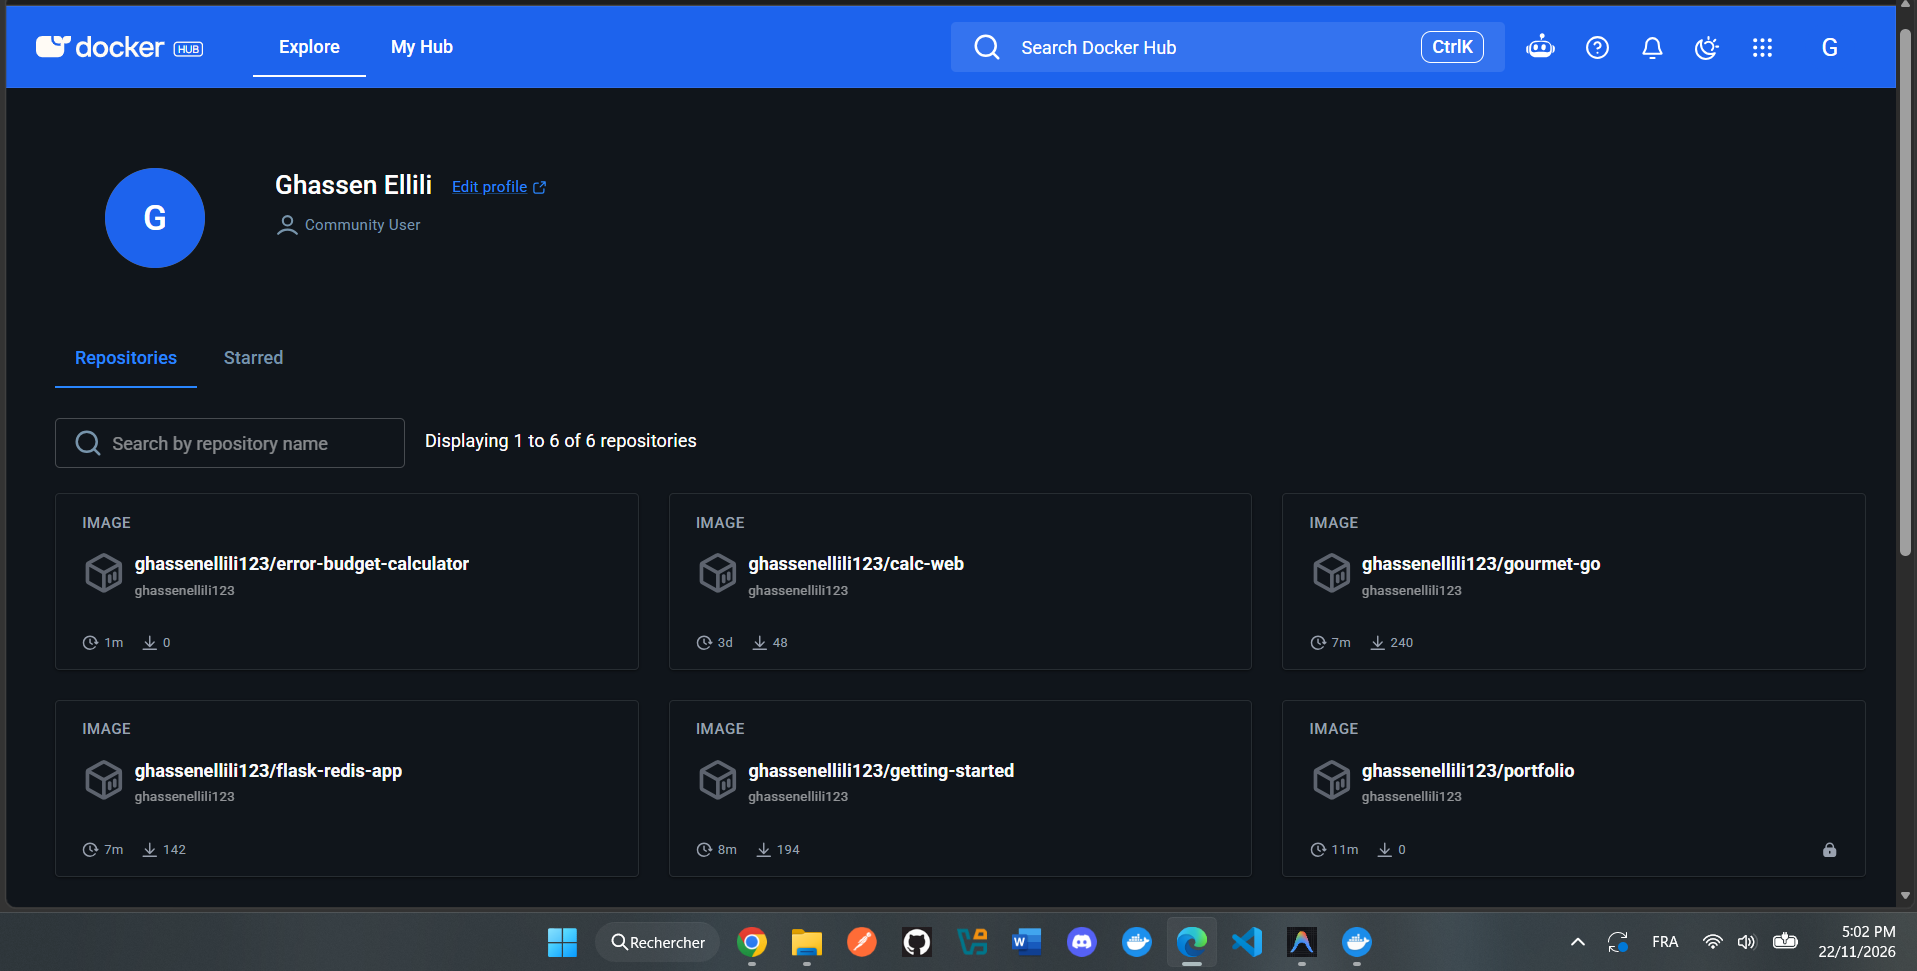 docker HUB
Explore
My Hub
Search Docker Hub
CtrlK
G
G
Ghassen Ellili
Edit profile
Community User
Repositories
Starred
Search by repository name
Displaying 1 to 6 of 6 repositories
IMAGE
ghassenellili123/error-budget-calculator
ghassenellili123
1m
0
IMAGE
ghassenellili123/calc-web
ghassenellili123
3d
48
IMAGE
ghassenellili123/gourmet-go
ghassenellili123
7m
240
IMAGE
ghassenellili123/flask-redis-app
ghassenellili123
7m
142
IMAGE
ghassenellili123/getting-started
ghassenellili123
8m
194
IMAGE
ghassenellili123/portfolio
ghassenellili123
11m
0
Rechercher
W
FRA
5:02 PM
22/11/2026